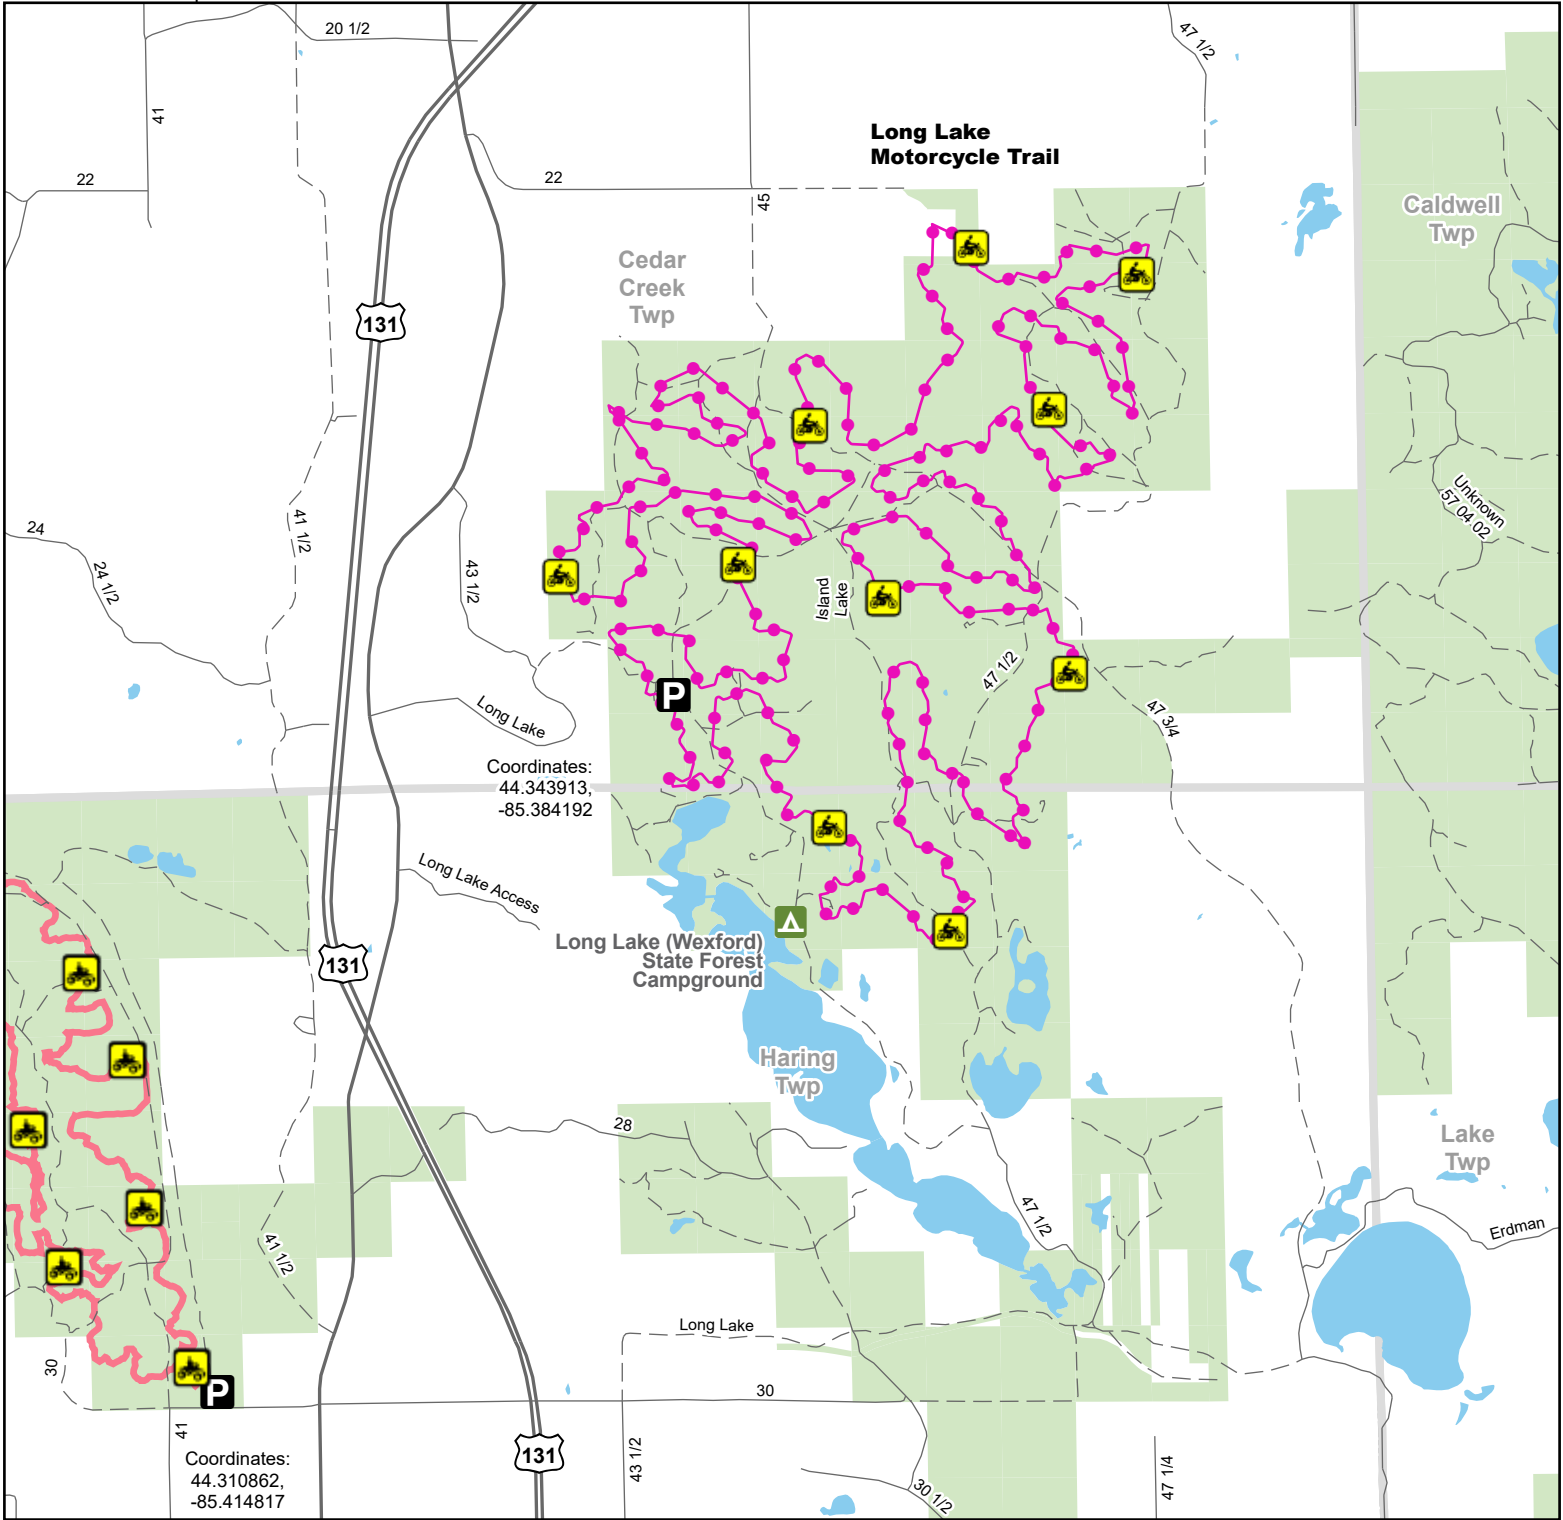 20 1/2
47 1/2
41
Long Lake
Motorcycle Trail
22
22
45
Caldwell
Twp
Cedar
Creek
Twp
131
Unknown
57 04 02
24
41 1/2
24 1/2
43 1/2
Island
Lake
47 1/2
P
Long Lake
47 3/4
Coordinates:
44.343913,
-85.384192
Long Lake Access
Long Lake (Wexford)
State Forest
Campground
131
Haring
Twp
28
Lake
Twp
47 1/2
Erdman
41 1/2
Long Lake
30
P
30
41
Coordinates:
44.310862,
-85.414817
131
43 1/2
30 1/2
47 1/4